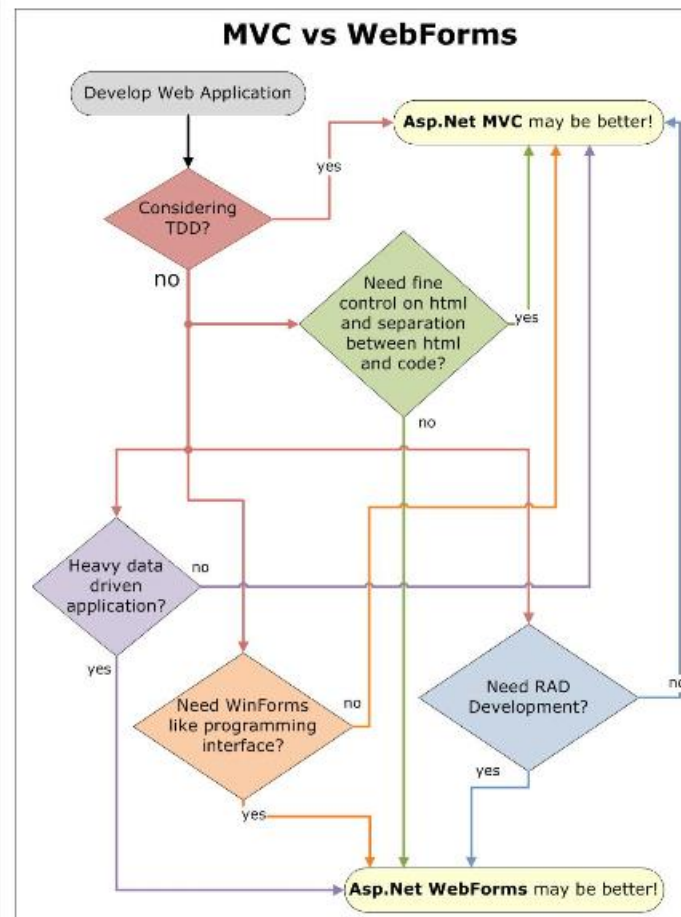 MVC vs WebForms
Develop Web Application
Asp.Net MVC may be better!
yes
Considering
TDD?
no
Need fine
control on html
and separation
between html
and code?
yes
no
Heavy data
driven
application?
no
yes
Need WinForms
like programming
interface?
no
yes
Need RAD
Development?
no
yes
Asp.Net WebForms may be better!